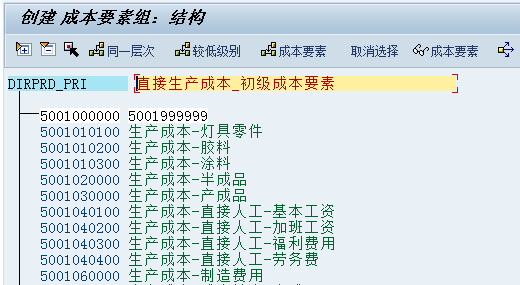 创建 成本要素组：结构
同一层次 较低级别 成本要素 取消选择 成本要素
DIRPRD_PRI 直接生产成本_初级成本要素
5001000000 5001999999
5001010100 生产成本-灯具零件
5001010200 生产成本-胶料
5001010300 生产成本-涂料
5001020000 生产成本-半成品
5001030000 生产成本-产成品
5001040100 生产成本-直接人工-基本工资
5001040200 生产成本-直接人工-加班工资
5001040300 生产成本-直接人工-福利费用
5001040400 生产成本-直接人工-劳务费
5001060000 生产成本-制造费用